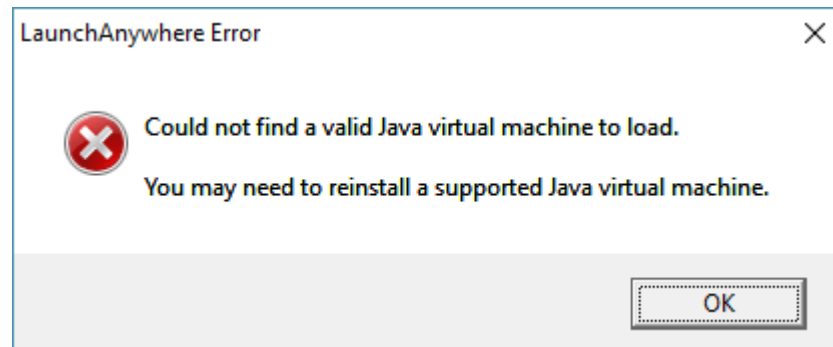 LaunchAnywhere Error
Could not find a valid Java virtual machine to load.
You may need to reinstall a supported Java virtual machine.
OK